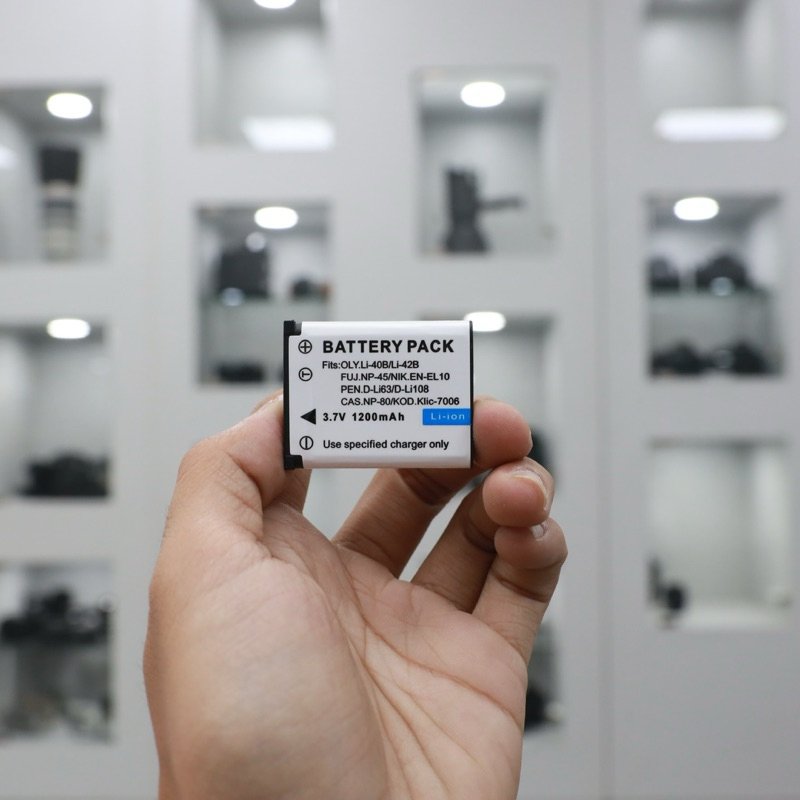 BATTERY PACK
Fits:OLY.Li-40B/Li-42B
FUJ.NP-45/NIK.EN-EL10
PEN.D-Li63/D-Li108
CAS.NP-80/KOD.Klic-7006
3.7V 1200mAh Li-ion
Use specified charger only